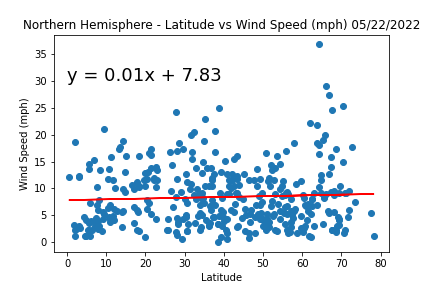 Northern Hemisphere - Latitude vs Wind Speed (mph) 05/22/2022
35
y = 0.01x + 7.83
30
25
20
15
10
5
0
Wind Speed (mph)
0 10 20 30 40 50 60 70 80
Latitude